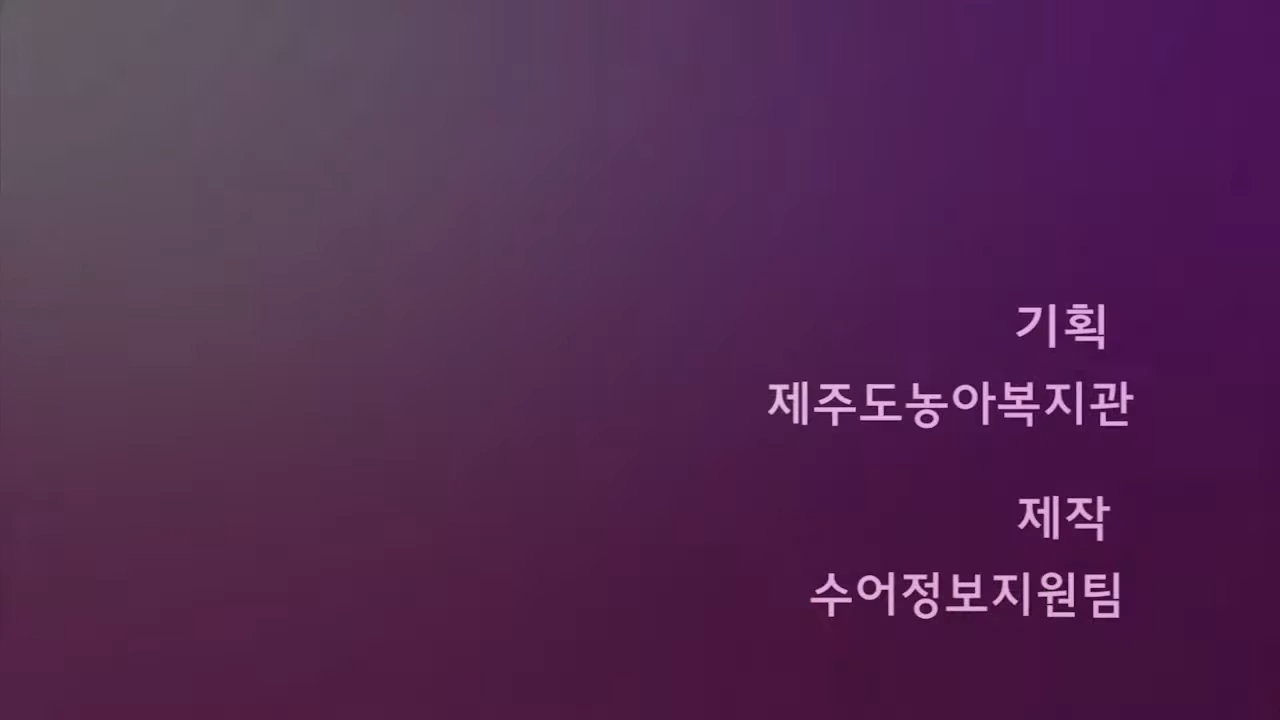 기획
제주도농아복지관
제작
수어정보지원팀